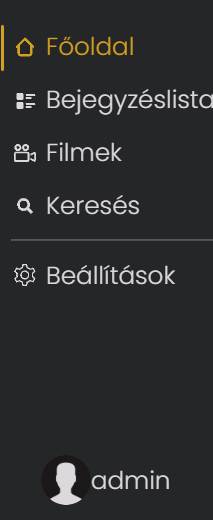 Főoldal
Bejegyzéslista
Filmek
Keresés
Beállítások
admin